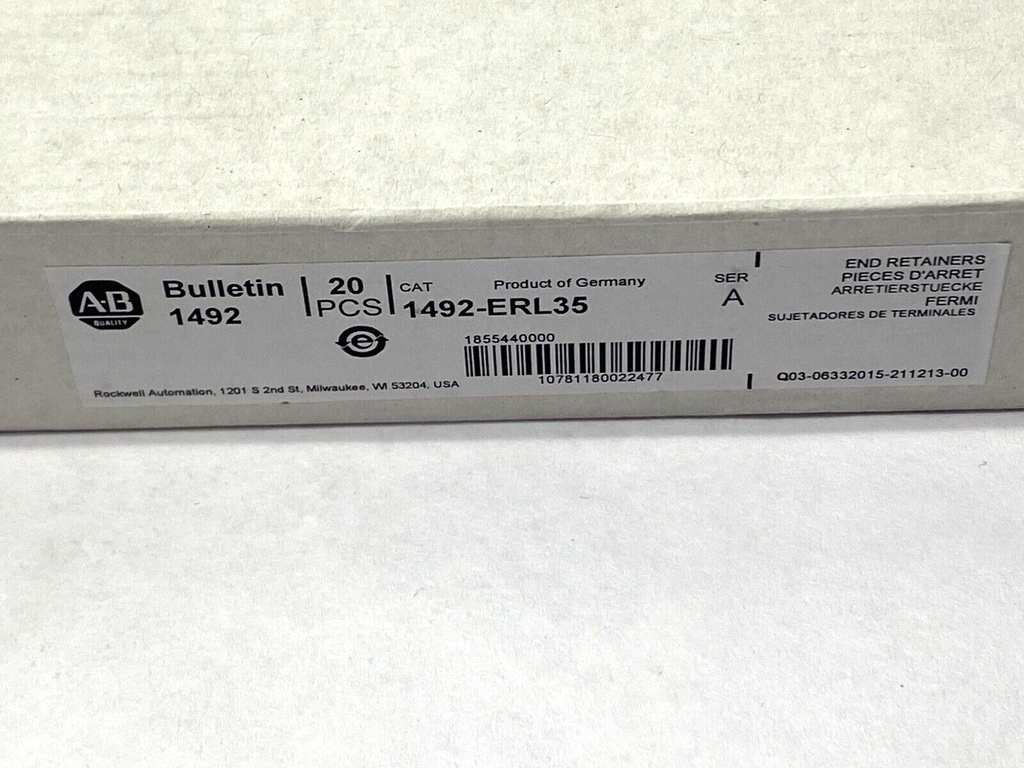 A-B
QUALITY
Bulletin
1492
20
PCS
CAT
1492-ERL35
Product of Germany
SER
A
e
1855440000
10781180022477
Rockwell Automation, 1201 S 2nd St, Milwaukee, WI 53204, USA
END RETAINERS
PIECES D'ARRET
ARRETIERSTUECKE
FERMI
SUJETADORES DE TERMINALES
Q03-06332015-211213-00